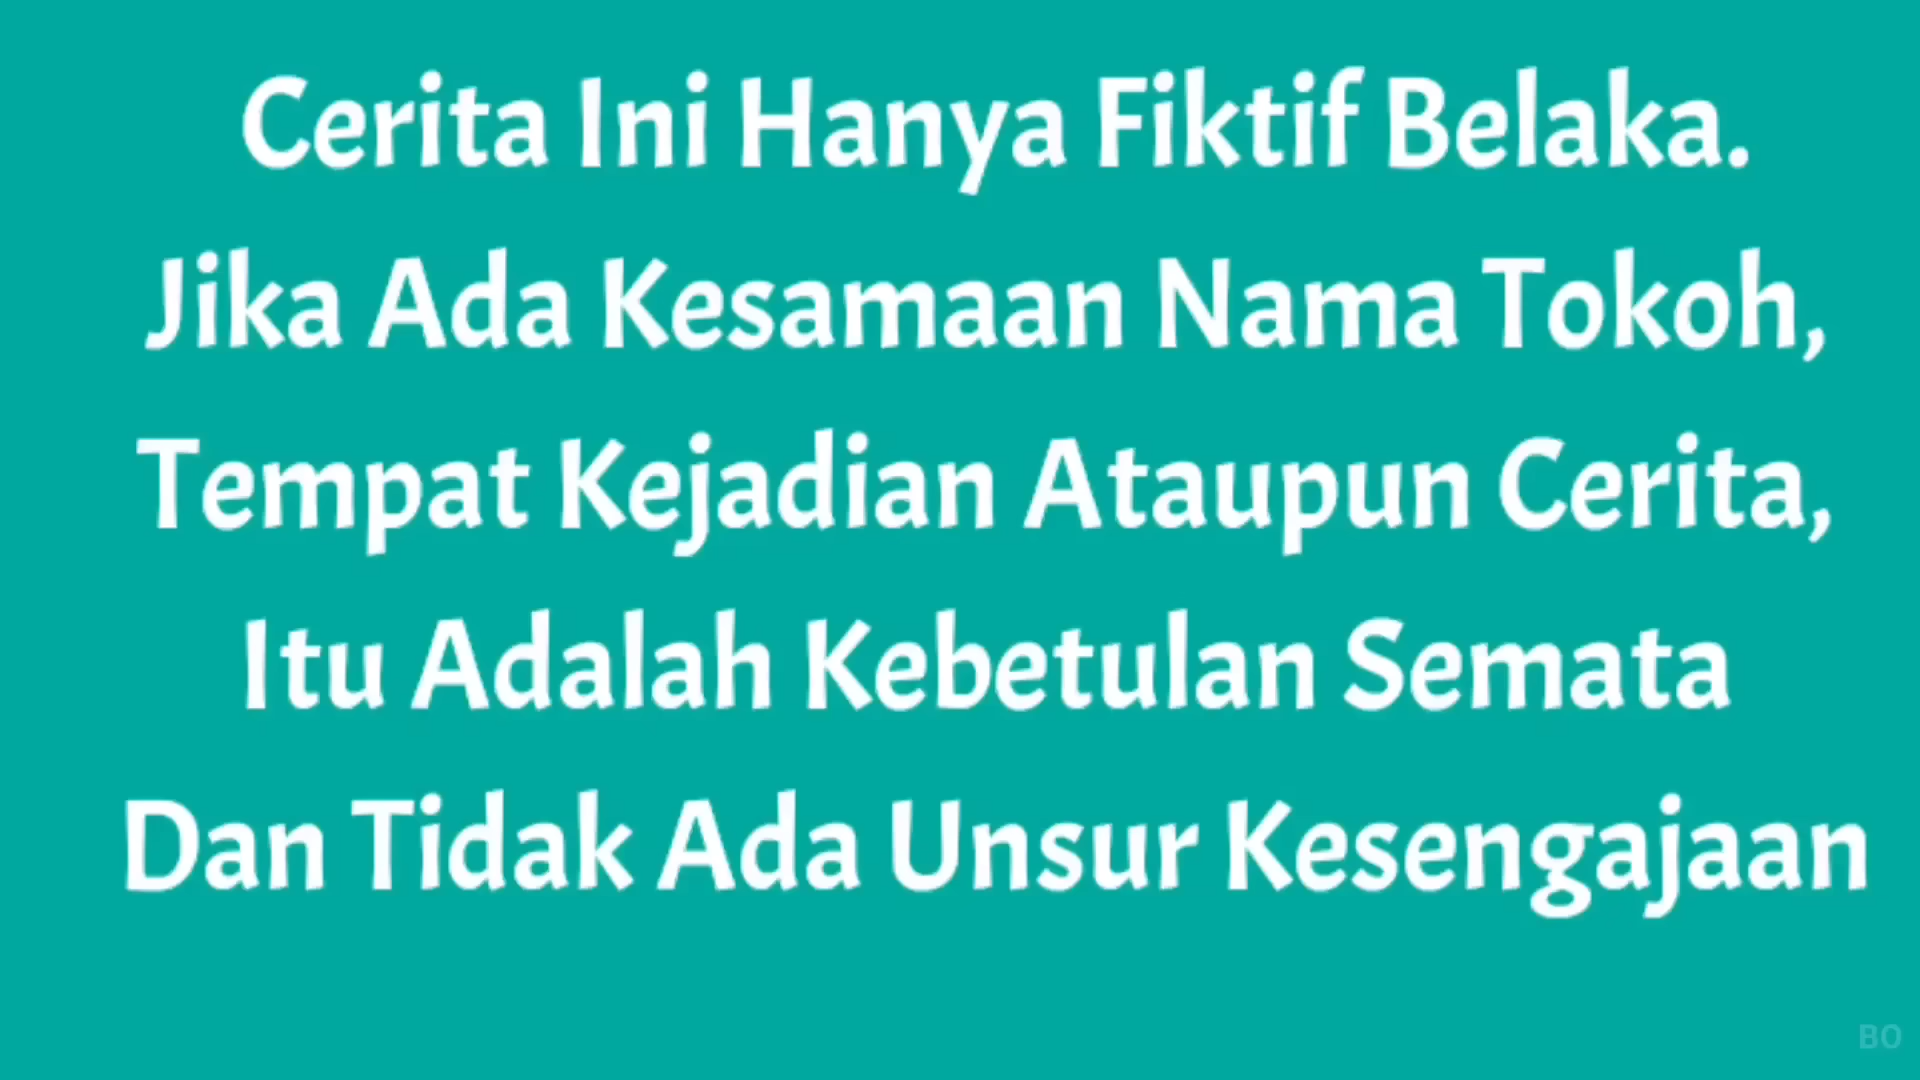 Cerita Ini Hanya Fiktif Belaka.
Jika Ada Kesamaan Nama Tokoh,
Tempat Kejadian Ataupun Cerita,
Itu Adalah Kebetulan Semata
Dan Tidak Ada Unsur Kesengajaan
BO